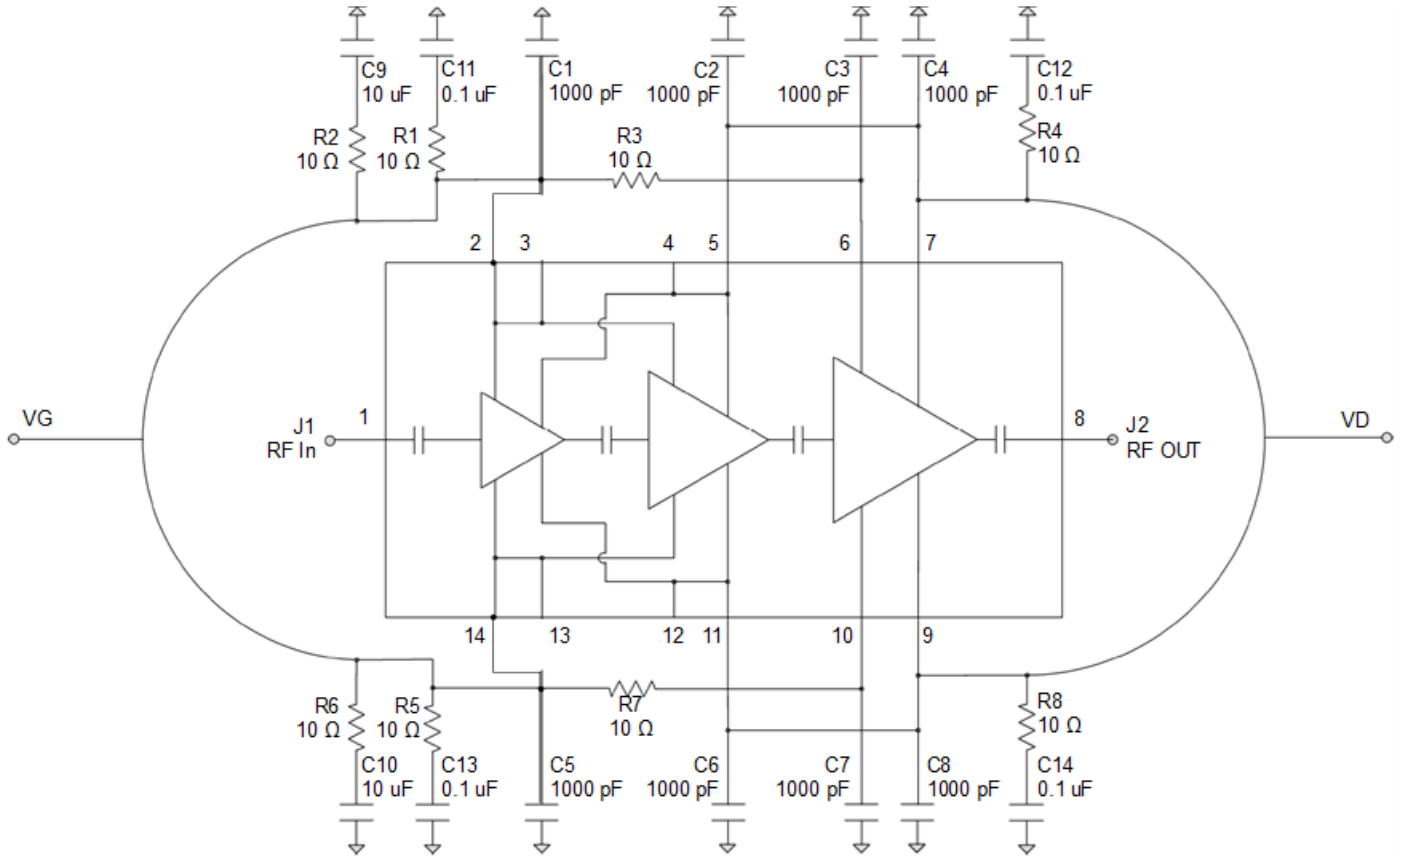 C9
10 uF
C11
0.1 uF
C1
1000 pF
C2
1000 pF
C3
1000 pF
C4
1000 pF
C12
0.1 uF
R2
10 Ω
R1
10 Ω
R3
10 Ω
R4
10 Ω
2
3
4
5
6
7
VG
J1
RF In
1
8
J2
RF OUT
VD
14
13
12
11
10
9
R6
10 Ω
R5
10 Ω
R7
10 Ω
R8
10 Ω
C10
10 uF
C13
0.1 uF
C5
1000 pF
C6
1000 pF
C7
1000 pF
C8
1000 pF
C14
0.1 uF